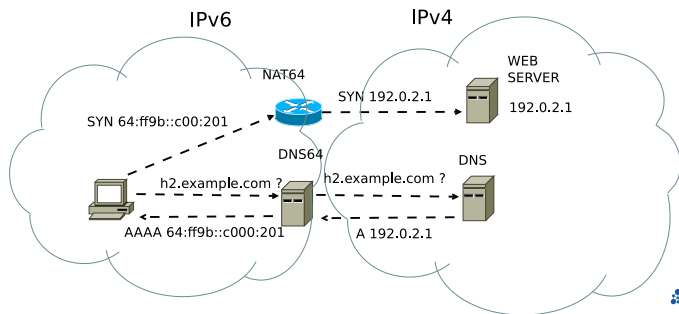 IPv6
IPv4
NAT64
WEB
SERVER
SYN 192.0.2.1
192.0.2.1
SYN 64:ff9b::c00:201
DNS64
DNS
h2.example.com ?
h2.example.com ?
AAAA 64:ff9b::c000:201
A 192.0.2.1